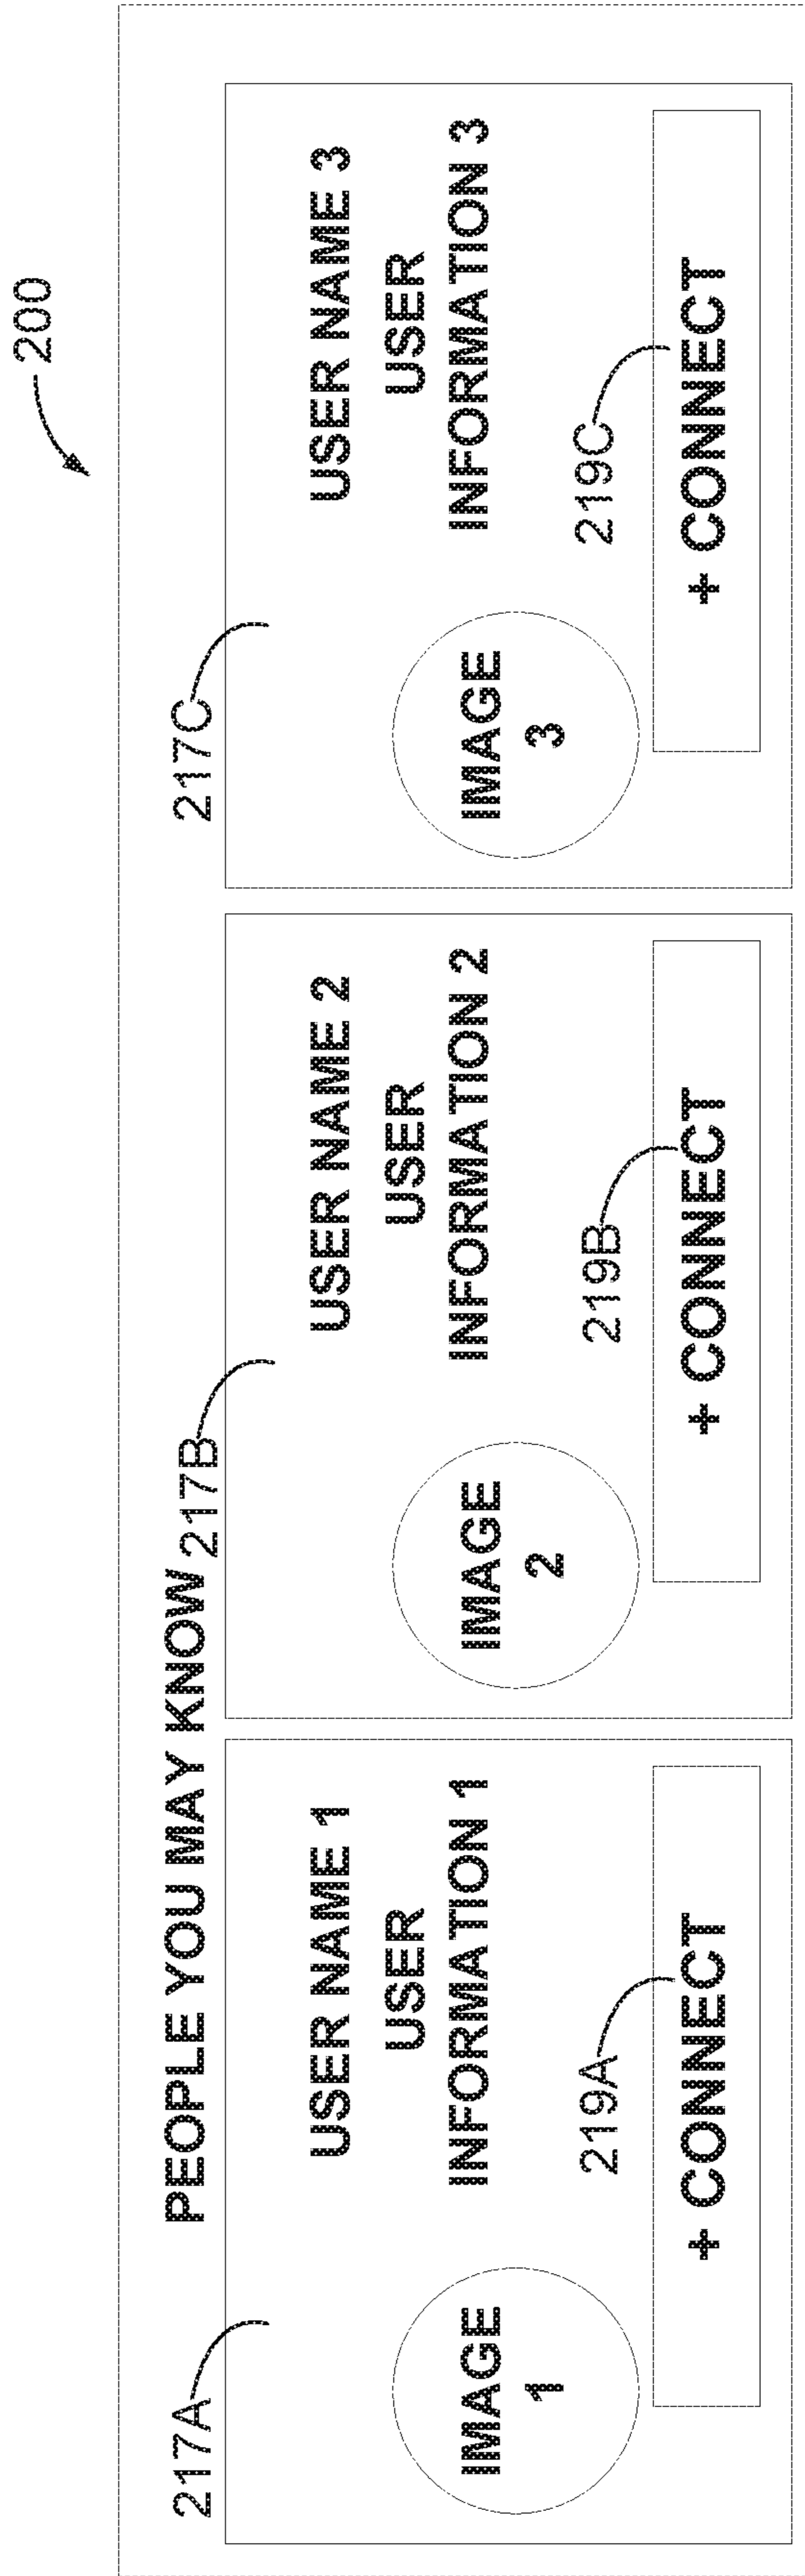 200
PEOPLE YOU MAY KNOW
217A
IMAGE
1
USER NAME 1
USER
INFORMATION 1
219A
+ CONNECT
217B
IMAGE
2
USER NAME 2
USER
INFORMATION 2
219B
+ CONNECT
217C
IMAGE
3
USER NAME 3
USER
INFORMATION 3
219C
+ CONNECT